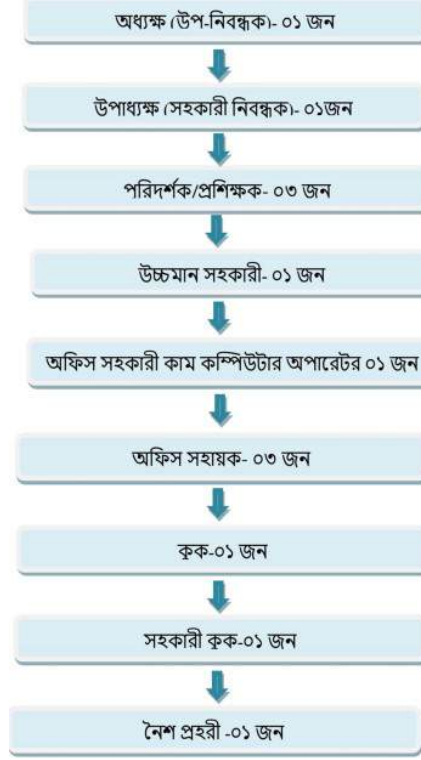 অধ্যক্ষ (উপ-নিবন্ধক)- ০১ জন
উপাধ্যক্ষ (সহকারী নিবন্ধক)- ০১জন
পরিদর্শক/প্রশিক্ষক- ০৩ জন
উচ্চমান সহকারী- ০১ জন
অফিস সহকারী কাম কম্পিউটার অপারেটর ০১ জন
অফিস সহায়ক- ০৩ জন
কুক-০১ জন
সহকারী কুক-০১ জন
নৈশ প্রহরী -০১ জন